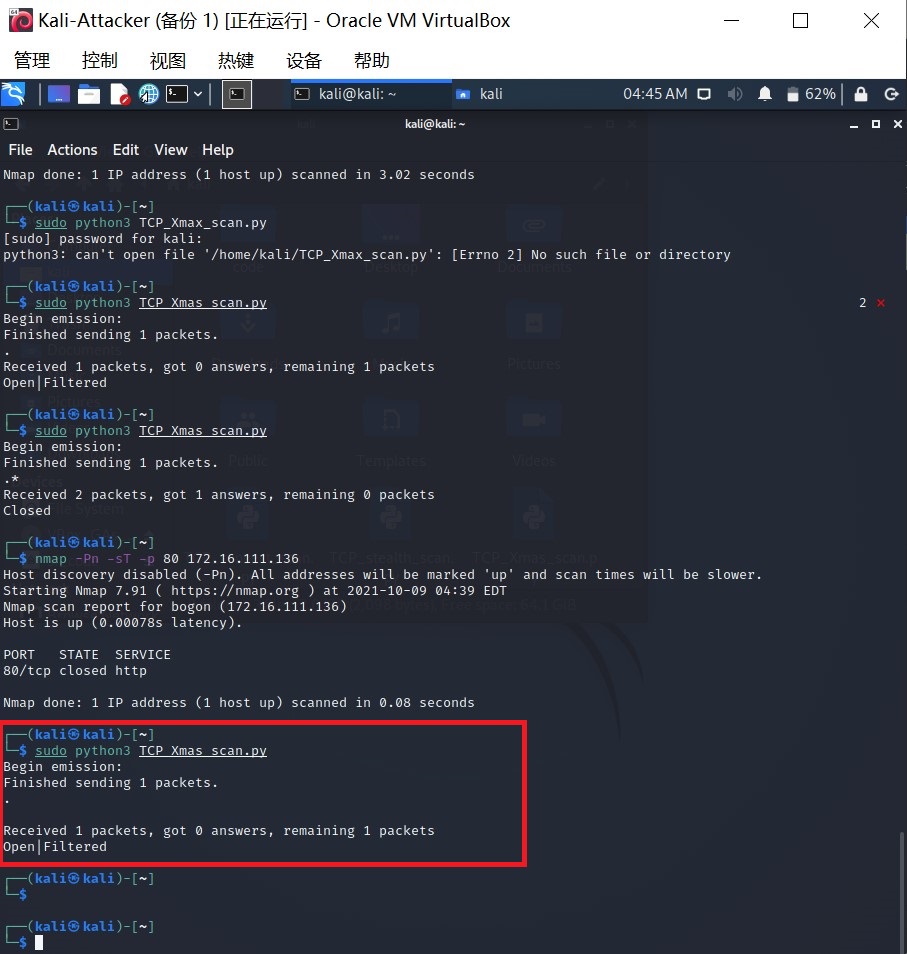 Kali-Attacker (备份 1) [正在运行] - Oracle VM VirtualBox
管理 控制 视图 热键 设备 帮助
kali@kali: ~ kali 04:45 AM 62%
kali@kali: ~
File Actions Edit View Help
Nmap done: 1 IP address (1 host up) scanned in 3.02 seconds
┌──(kali㉿kali)-[~]
└─$ sudo python3 TCP_Xmax_scan.py
[sudo] password for kali:
python3: can't open file '/home/kali/TCP_Xmax_scan.py': [Errno 2] No such file or directory
┌──(kali㉿kali)-[~]
└─$ sudo python3 TCP_Xmas_scan.py 2 ×
Begin emission:
Finished sending 1 packets.
.
Received 1 packets, got 0 answers, remaining 1 packets
Open|Filtered
┌──(kali㉿kali)-[~]
└─$ sudo python3 TCP_Xmas_scan.py
Begin emission:
Finished sending 1 packets.
.*
Received 2 packets, got 1 answers, remaining 0 packets
Closed
┌──(kali㉿kali)-[~]
└─$ nmap -Pn -sT -p 80 172.16.111.136
Host discovery disabled (-Pn). All addresses will be marked 'up' and scan times will be slower.
Starting Nmap 7.91 ( https://nmap.org ) at 2021-10-09 04:39 EDT
Nmap scan report for bogon (172.16.111.136)
Host is up (0.00078s latency).
PORT STATE SERVICE
80/tcp closed http
Nmap done: 1 IP address (1 host up) scanned in 0.08 seconds
┌──(kali㉿kali)-[~]
└─$ sudo python3 TCP_Xmas_scan.py
Begin emission:
Finished sending 1 packets.
.
Received 1 packets, got 0 answers, remaining 1 packets
Open|Filtered
┌──(kali㉿kali)-[~]
└─$
┌──(kali㉿kali)-[~]
└─$
Desktop
Documents
Pictures
Pictures
Public
Templates
Videos
TCP_stealth_scan.
TCP_Xmas_scan.p